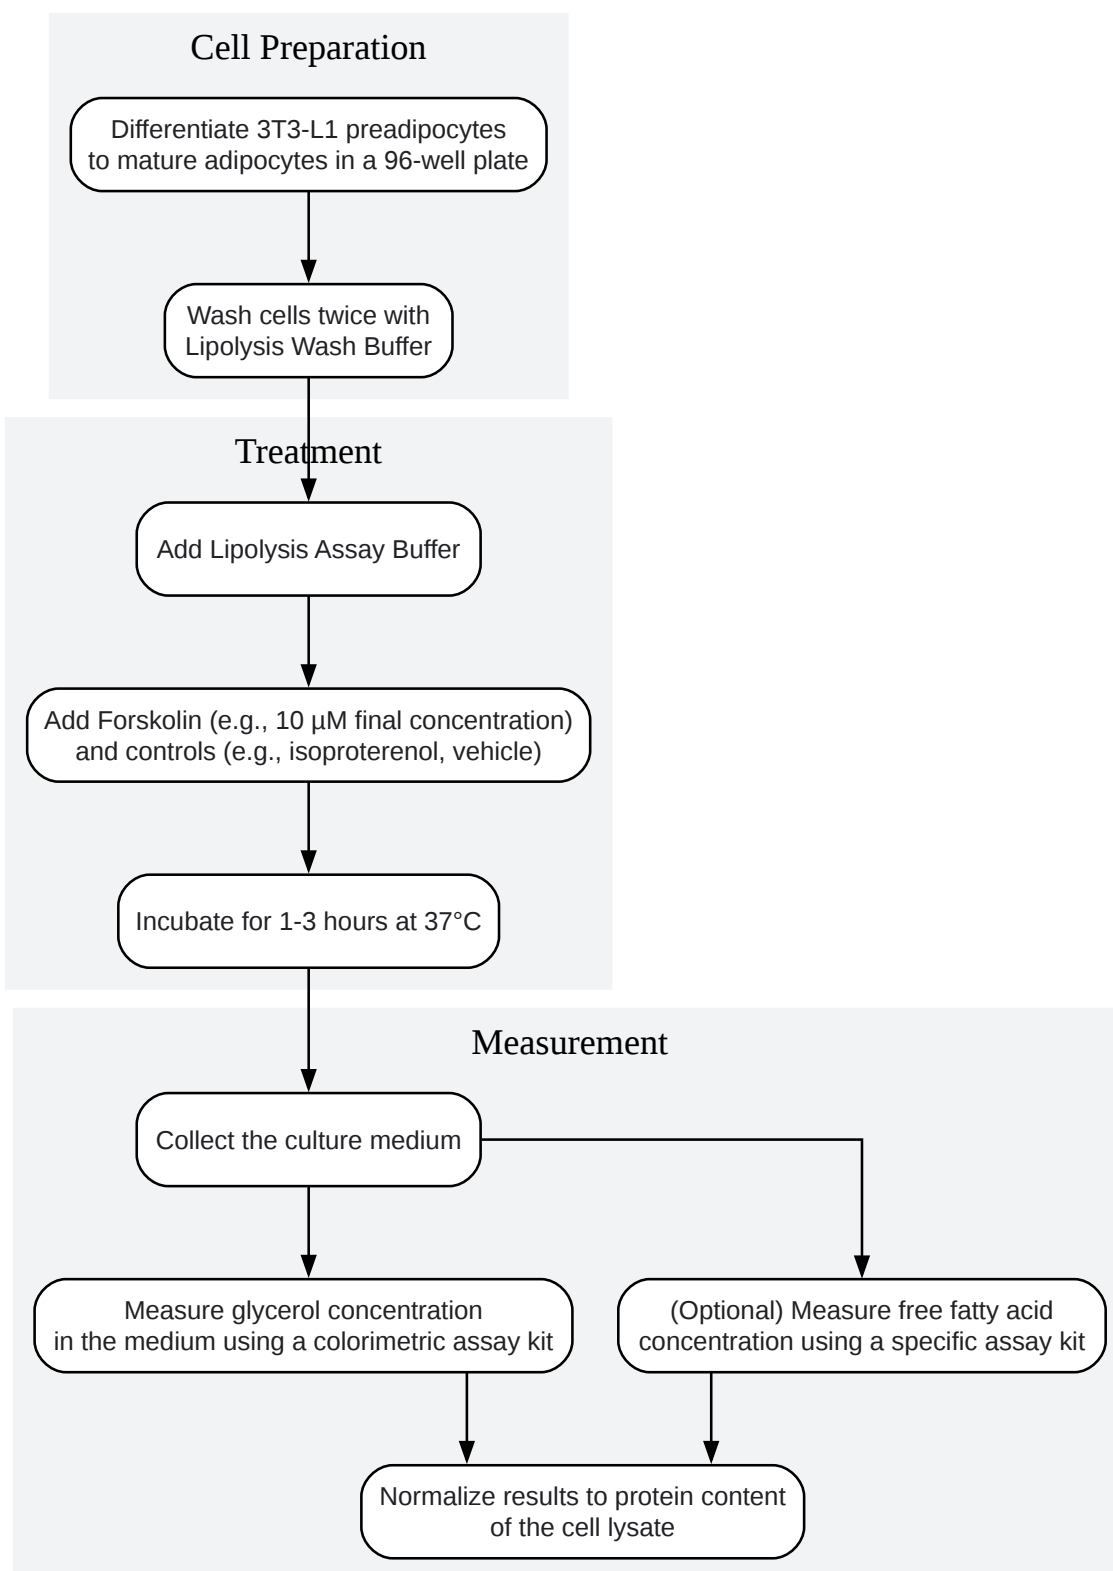 Cell Preparation
Differentiate 3T3-L1 preadipocytes
to mature adipocytes in a 96-well plate
Wash cells twice with
Lipolysis Wash Buffer
Treatment
Add Lipolysis Assay Buffer
Add Forskolin (e.g., 10 µM final concentration)
and controls (e.g., isoproterenol, vehicle)
Incubate for 1-3 hours at 37°C
Measurement
Collect the culture medium
Measure glycerol concentration
in the medium using a colorimetric assay kit
(Optional) Measure free fatty acid
concentration using a specific assay kit
Normalize results to protein content
of the cell lysate